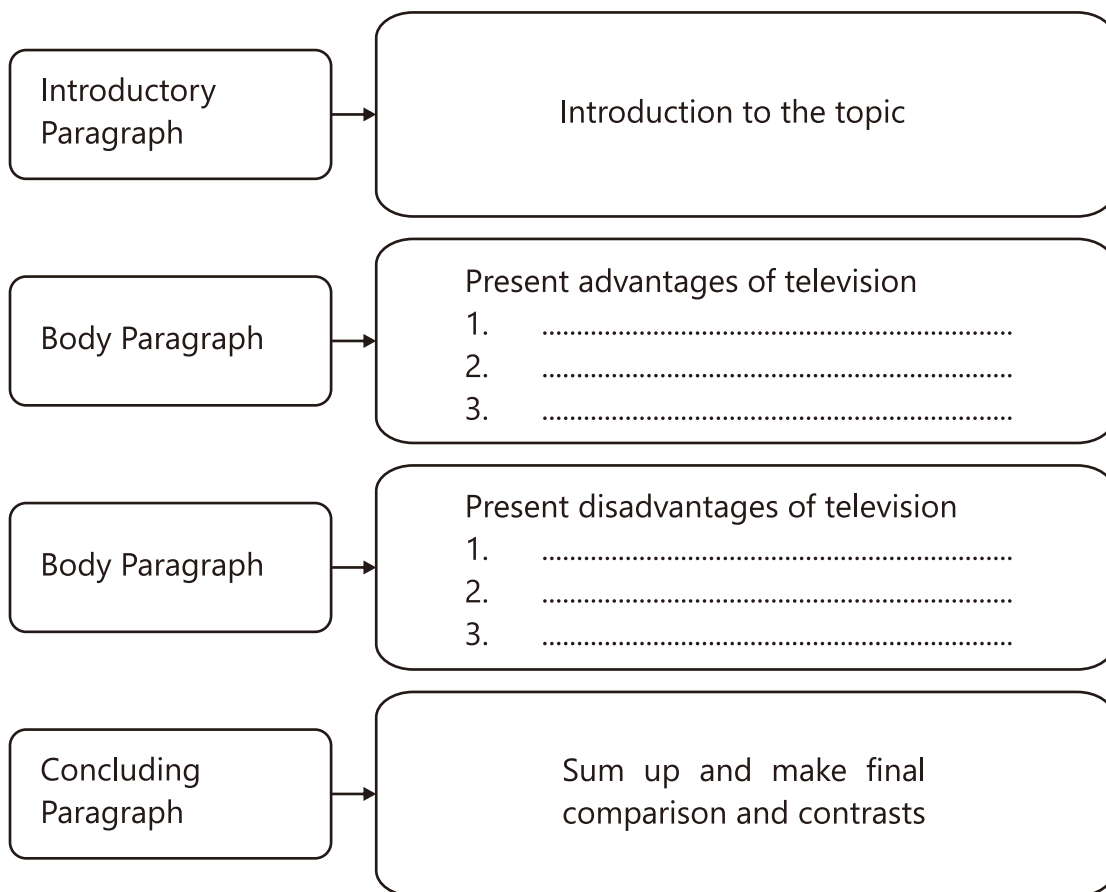 Introductory
Paragraph
Introduction to the topic
Body Paragraph
Present advantages of television
1. ....................................................................
2. ....................................................................
3. ....................................................................
Body Paragraph
Present disadvantages of television
1. ....................................................................
2. ....................................................................
3. ....................................................................
Concluding
Paragraph
Sum up and make final
comparison and contrasts